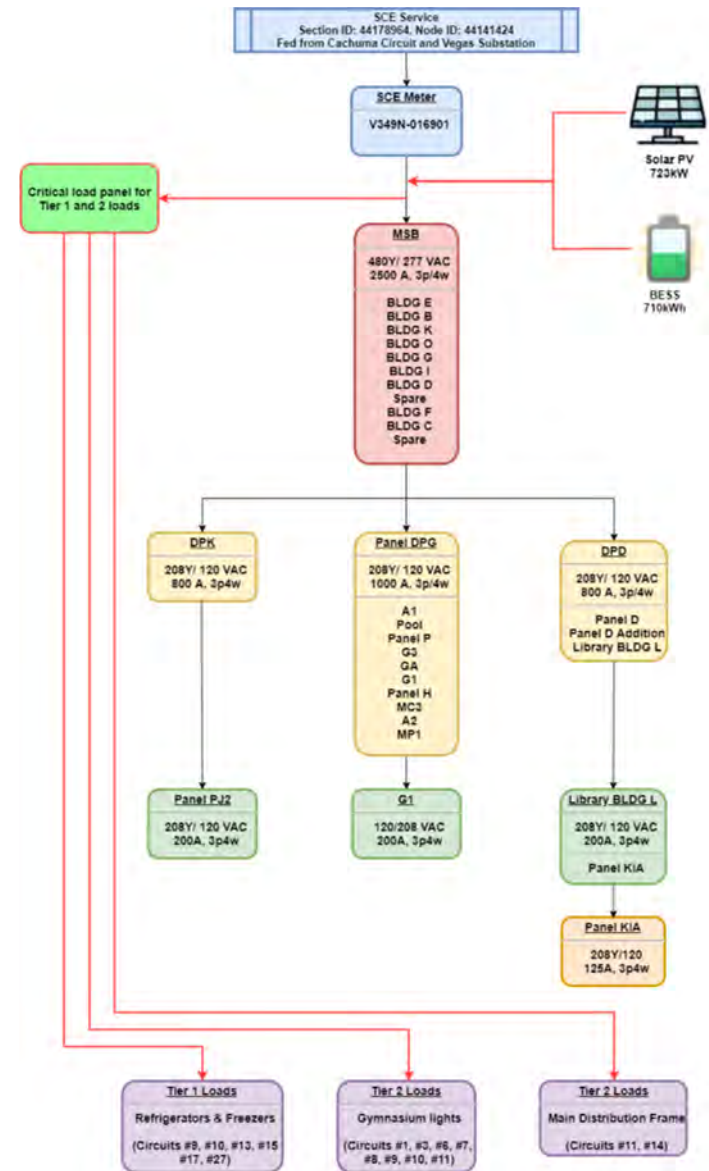 SCE Service
Section ID: 44178964, Node ID: 44141424
Fed from Cachuma Circuit and Vegas Substation
SCE Meter
V349N-016901
Solar PV
723kW
Critical load panel for
Tier 1 and 2 loads
BESS
710kWh
MSB
480Y/ 277 VAC
2500 A, 3p/4w
BLDG E
BLDG B
BLDG K
BLDG O
BLDG G
BLDG I
BLDG D
Spare
BLDG F
BLDG C
Spare
DPK
208Y/ 120 VAC
800 A, 3p4w
Panel DPG
208Y/ 120 VAC
1000 A, 3p/4w
A1
Pool
Panel P
G3
GA
G1
Panel H
MC3
A2
MP1
DPD
208Y/ 120 VAC
800 A, 3p/4w
Panel D
Panel D Addition
Library BLDG L
Panel PJ2
208Y/ 120 VAC
200A, 3p4w
G1
120/208 VAC
200A, 3p4w
Library BLDG L
208Y/ 120 VAC
200A, 3p4w
Panel KIA
Panel KIA
208Y/120
125A, 3p4w
Tier 1 Loads
Refrigerators & Freezers
(Circuits #9, #10, #13, #15
#17, #27)
Tier 2 Loads
Gymnasium lights
(Circuits #1, #3, #6, #7,
#8, #9, #10, #11)
Tier 2 Loads
Main Distribution Frame
(Circuits #11, #14)